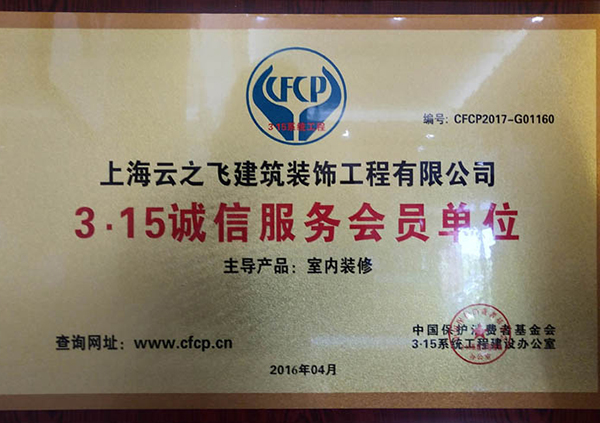 CFCP
3·15系统工程
编号: CFCP2017-G01160
上海云之飞建筑装饰工程有限公司
3·15诚信服务会员单位
主导产品: 室内装修
中国保护消费者基金会
查询网址: www.cfcp.cn
3·15系统工程建设办公室
2016年04月